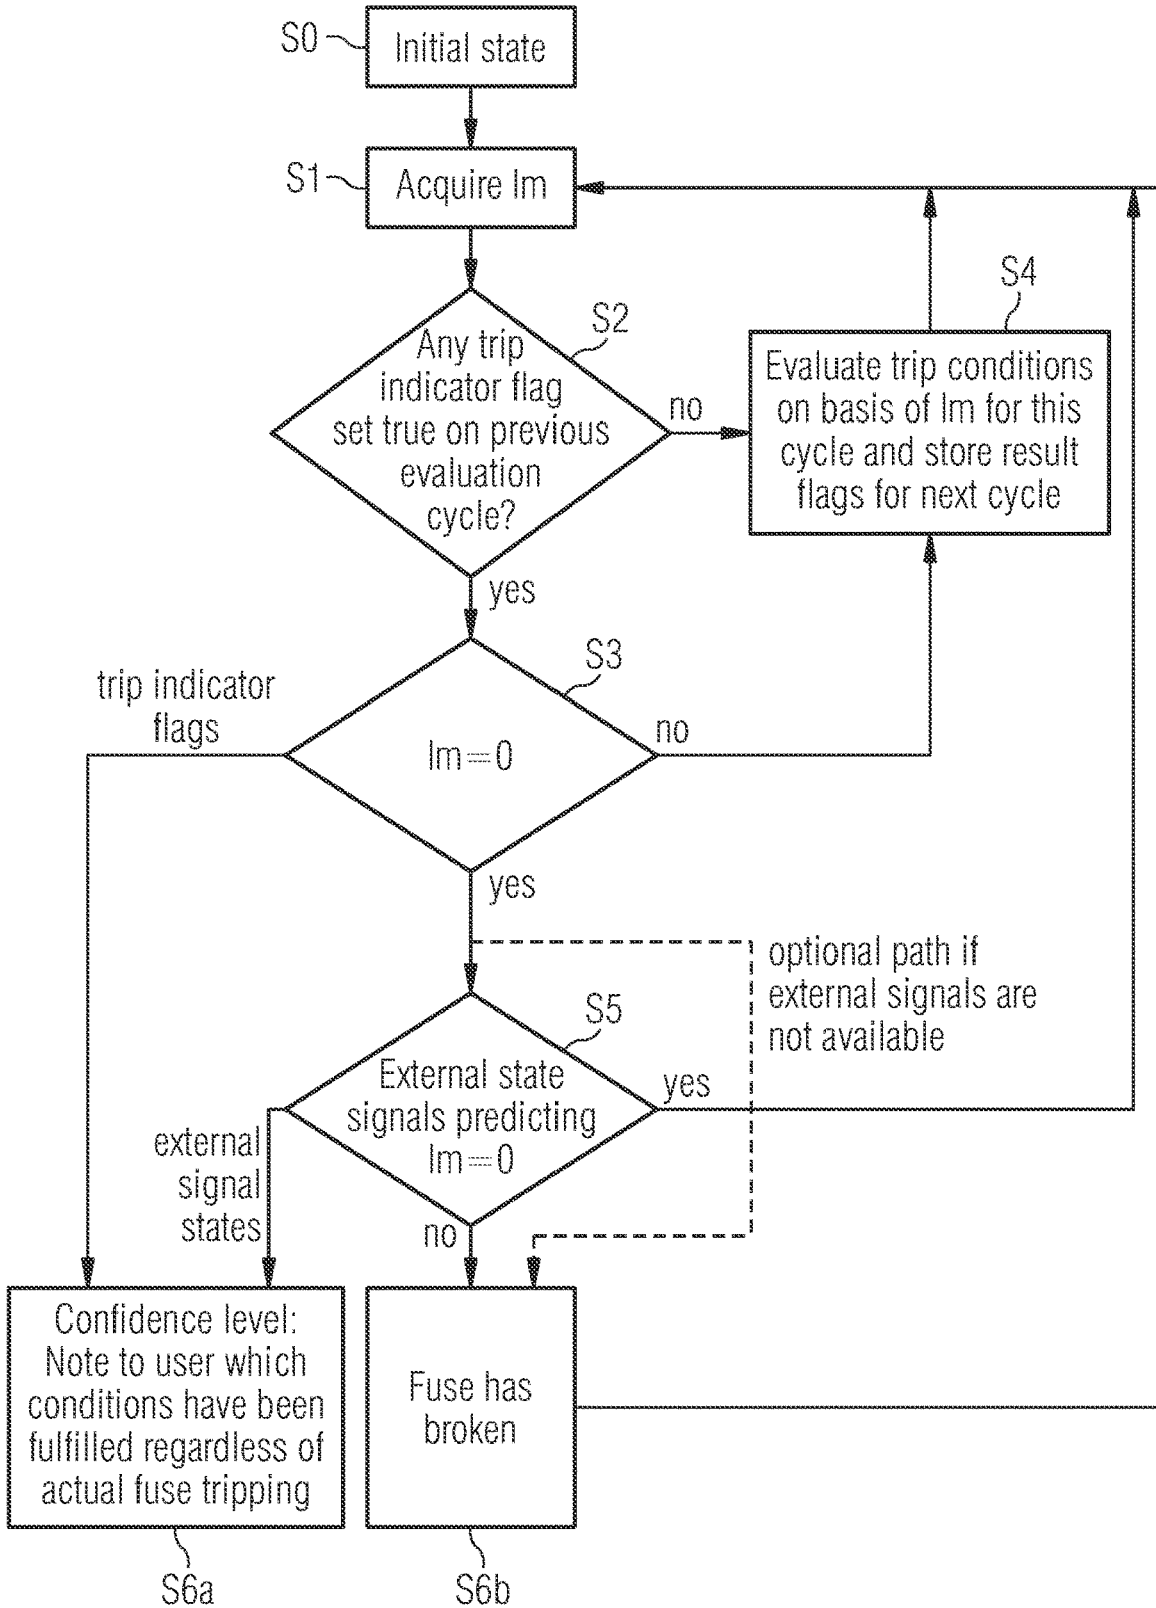 S0
Initial state
S1
Acquire Im
S2
Any trip
indicator flag
set true on previous
evaluation
cycle?
no
yes
S4
Evaluate trip conditions
on basis of Im for this
cycle and store result
flags for next cycle
S3
trip indicator
flags
Im=0
no
yes
optional path if
external signals are
not available
S5
External state
signals predicting
Im=0
yes
external
signal
states
no
Confidence level:
Note to user which
conditions have been
fulfilled regardless of
actual fuse tripping
Fuse has
broken
S6a
S6b